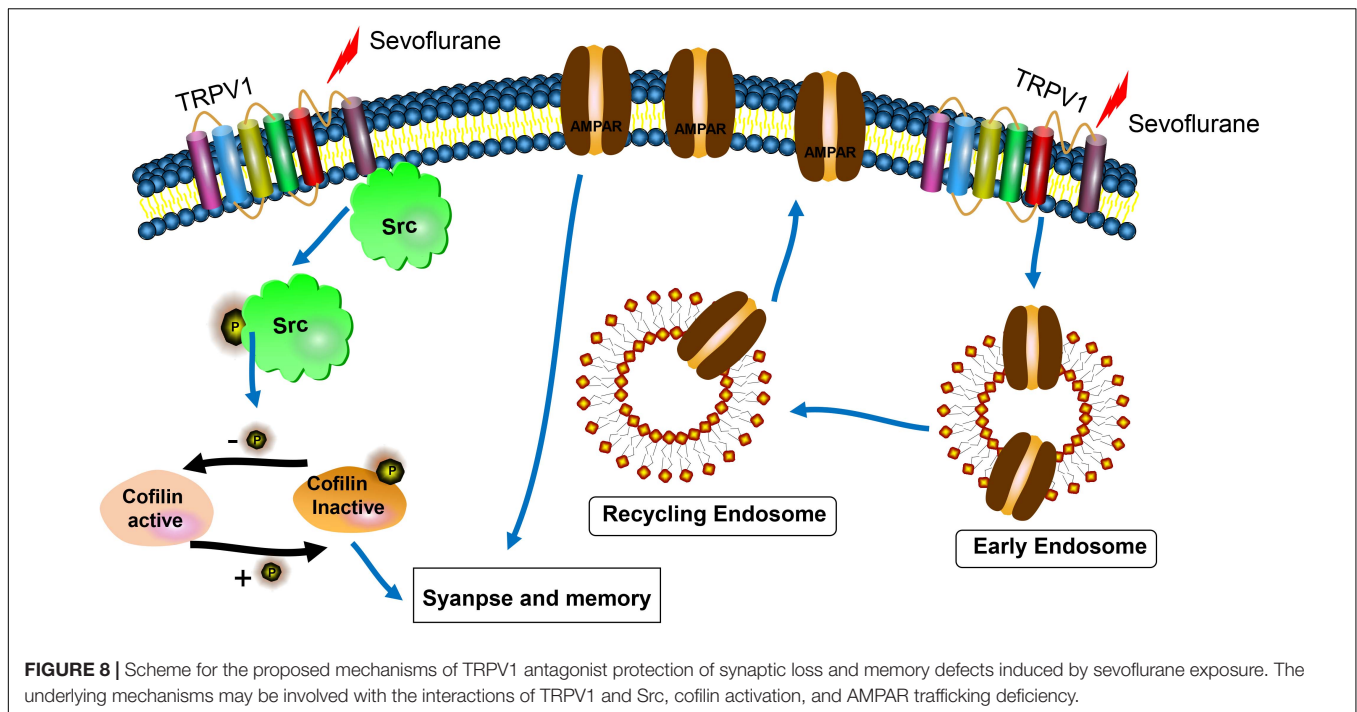 Sevoflurane
TRPV1
AMPAR
AMPAR
AMPAR
TRPV1
Sevoflurane
Src
P
Src
- P
Cofilin
active
P
Cofilin
Inactive
+ P
Recycling Endosome
Early Endosome
Syanpse and memory
FIGURE 8 | Scheme for the proposed mechanisms of TRPV1 antagonist protection of synaptic loss and memory defects induced by sevoflurane exposure. The
underlying mechanisms may be involved with the interactions of TRPV1 and Src, cofilin activation, and AMPAR trafficking deficiency.